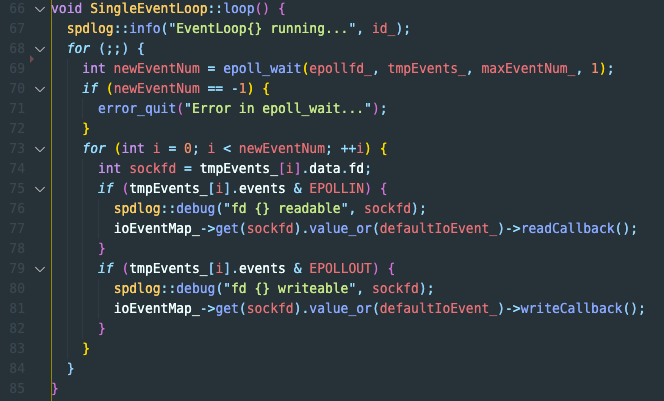 66 void SingleEventLoop::loop() {
67   spdlog::info("EventLoop{} running...", id_);
68   for (;;) {
69     int newEventNum = epoll_wait(epollfd_, tmpEvents_, maxEventNum_, 1);
70     if (newEventNum == -1) {
71       error_quit("Error in epoll_wait...");
72     }
73     for (int i = 0; i < newEventNum; ++i) {
74       int sockfd = tmpEvents_[i].data.fd;
75       if (tmpEvents_[i].events & EPOLLIN) {
76         spdlog::debug("fd {} readable", sockfd);
77         ioEventMap_->get(sockfd).value_or(defaultIoEvent_)->readCallback();
78       }
79       if (tmpEvents_[i].events & EPOLLOUT) {
80         spdlog::debug("fd {} writeable", sockfd);
81         ioEventMap_->get(sockfd).value_or(defaultIoEvent_)->writeCallback();
82       }
83     }
84   }
85 }